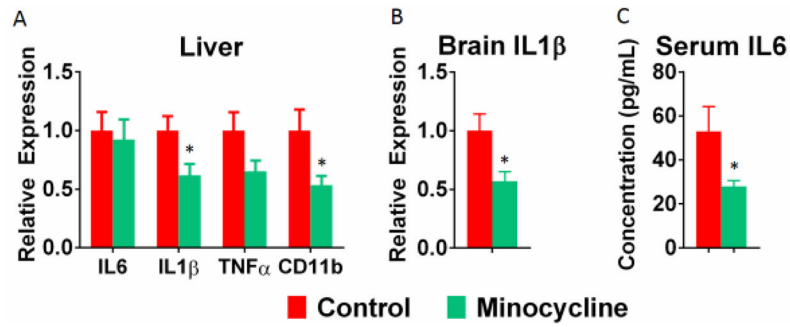 A
Liver
Relative Expression
1.5
1.0
0.5
0.0
*
*
IL6 IL1β TNFα CD11b
B
Brain IL1β
Relative Expression
1.5
1.0
0.5
0.0
*
C
Serum IL6
Concentration (pg/mL)
80
60
40
20
0
*
Control Minocycline